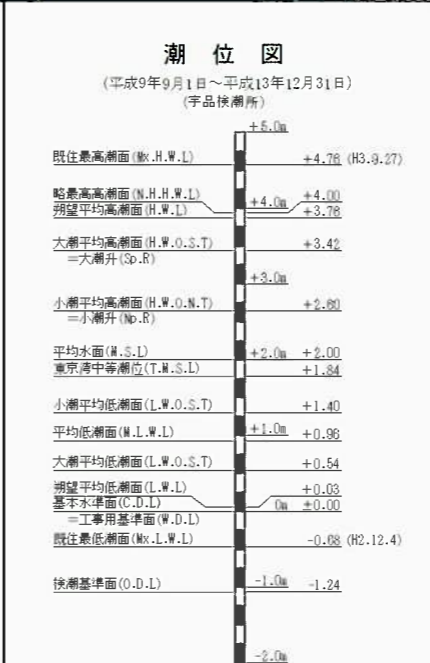 潮 位 図
(平成9年9月1日～平成13年12月31日)
(宇品検潮所)
+5.0m
既往最高潮面(Mx.H.W.L) +4.76 (H3.9.27)
略最高高潮面(N.H.H.W.L) +4.0m +4.00
朔望平均高潮面(H.W.L) +3.78
大潮平均高潮面(H.W.O.S.T) +3.42
=大潮升(Sp.R)
+3.0m
小潮平均高潮面(H.W.O.N.T) +2.60
=小潮升(Np.R)
平均水面(M.S.L) +2.0m +2.00
東京湾中等潮位(T.M.S.L) +1.84
小潮平均低潮面(L.W.O.S.T) +1.40
平均低潮面(M.L.W.L) +1.0m +0.96
大潮平均低潮面(L.W.O.S.T) +0.54
朔望平均低潮面(L.W.L) +0.03
基本水準面(C.D.L) 0m ±0.00
=工事用基準面(W.D.L)
既往最低潮面(Mx.L.W.L) -0.68 (H2.12.4)
検潮基準面(O.D.L) -1.0m -1.24
-2.0m